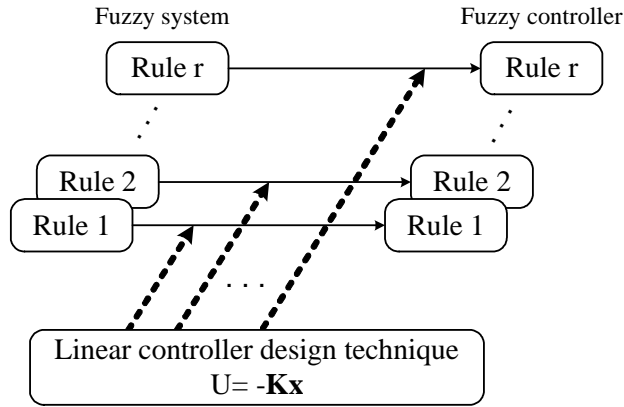 Fuzzy system
Fuzzy controller
Rule r
Rule r
Rule 2
Rule 2
Rule 1
Rule 1
Linear controller design technique
U= -Kx